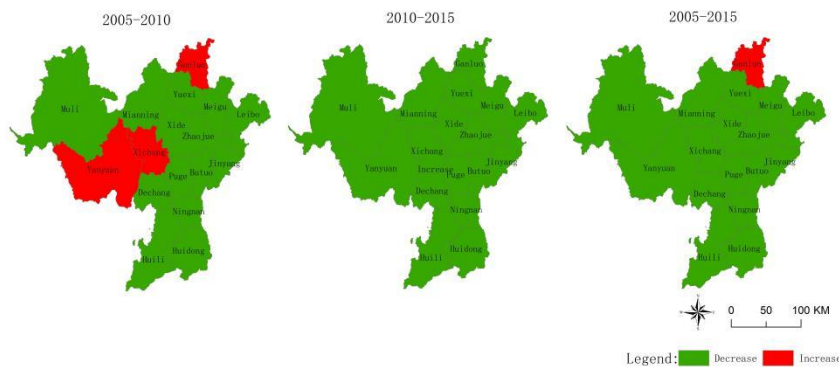 2005-2010
2010-2015
2005-2015
Ganluo
Muli
Yuexi
Meigu
Mianning
Leibo
Xide
Zhaojue
Xichang
Jinyang
Yanyuan
Puge
Butuo
Dechang
Ningnan
Huidong
Huili
Ganluo
Yuexi
Muli
Meigu
Mianning
Leibo
Xide
Zhaojue
Xichang
Jinyang
Yanyuan
Increase
Puge
Butuo
Dechang
Ningnan
Huidong
Huili
Ganluo
Yuexi
Muli
Meigu
Mianning
Leibo
Xide
Zhaojue
Xichang
Jinyang
Yanyuan
Puge
Butuo
Dechang
Ningnan
Huidong
Huili
0 50 100 KM
Legend: Decrease Increase